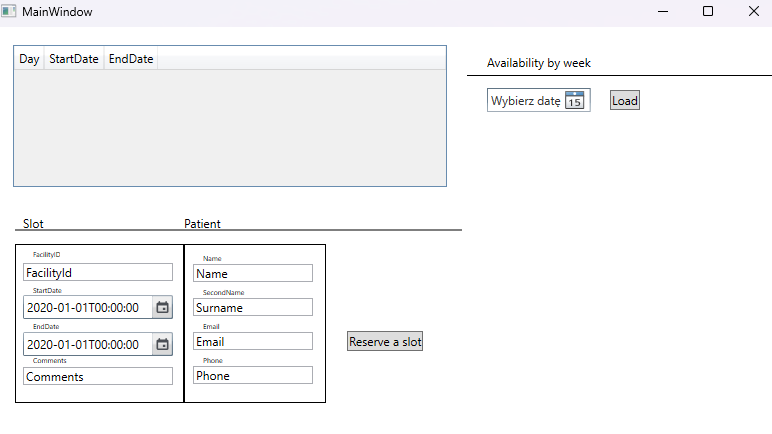 MainWindow
Day StartDate EndDate
Availability by week
Wybierz datę 15 Load
Slot Patient
FacilityID
FacilityId
StartDate
2020-01-01T00:00:00
EndDate
2020-01-01T00:00:00
Comments
Comments
Name
Name
SecondName
Surname
Email
Email
Phone
Phone
Reserve a slot